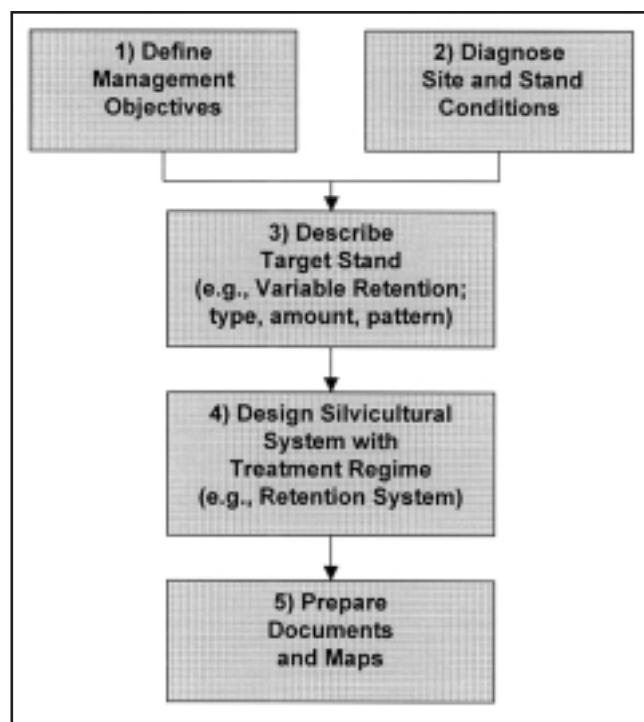 1) Define
Management
Objectives
2) Diagnose
Site and Stand
Conditions
3) Describe
Target Stand
(e.g., Variable Retention;
type, amount, pattern)
4) Design Silvicultural
System with
Treatment Regime
(e.g., Retention System)
5) Prepare
Documents
and Maps